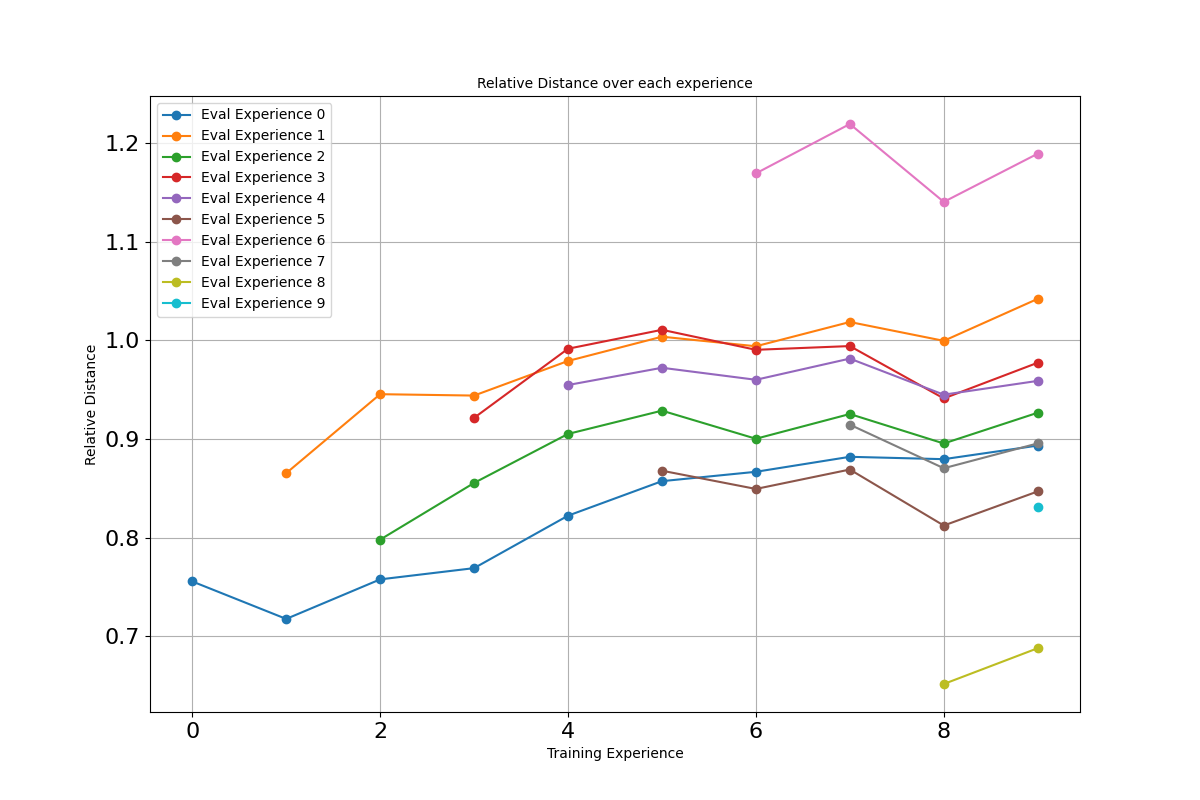 Relative Distance over each experience
Eval Experience 0
Eval Experience 1
Eval Experience 2
Eval Experience 3
Eval Experience 4
Eval Experience 5
Eval Experience 6
Eval Experience 7
Eval Experience 8
Eval Experience 9
1.2
1.1
1.0
0.9
0.8
0.7
Relative Distance
0 2 4 6 8
Training Experience